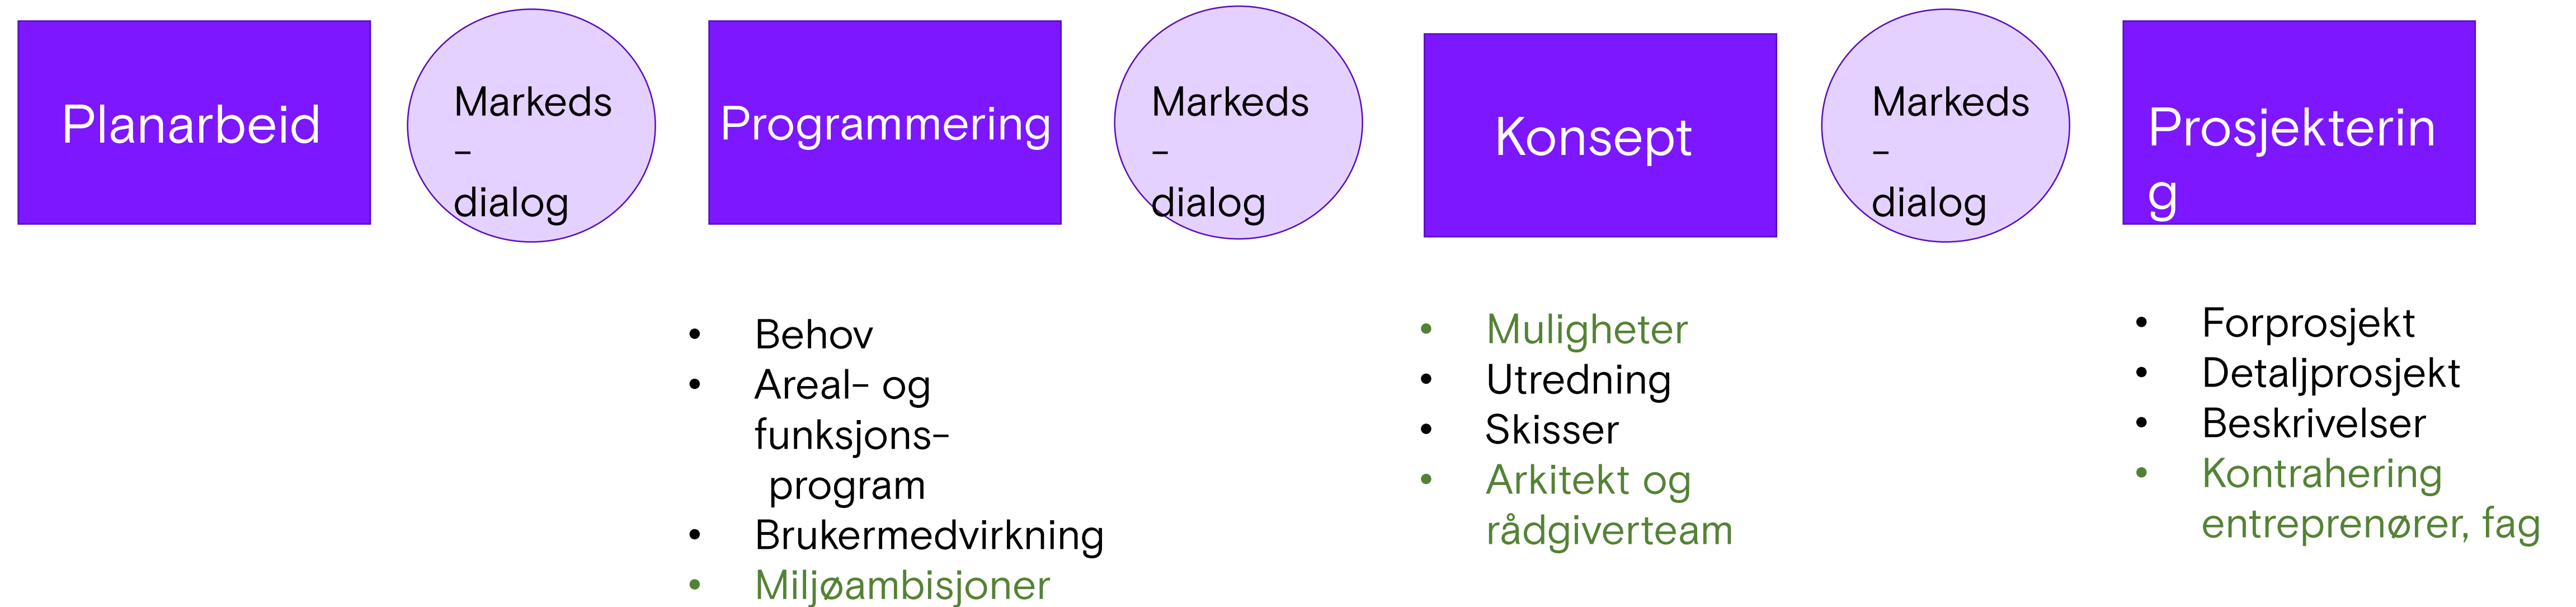 Planarbeid
Markeds
-
dialog
Programmering
Markeds
-
dialog
Konsept
Markeds
-
dialog
Prosjekterin
g
• Behov
• Areal- og
funksjons-
program
• Brukermedvirkning
• Miljøambisjoner
• Muligheter
• Utredning
• Skisser
• Arkitekt og
rådgiverteam
• Forprosjekt
• Detaljprosjekt
• Beskrivelser
• Kontrahering
entreprenører, fag